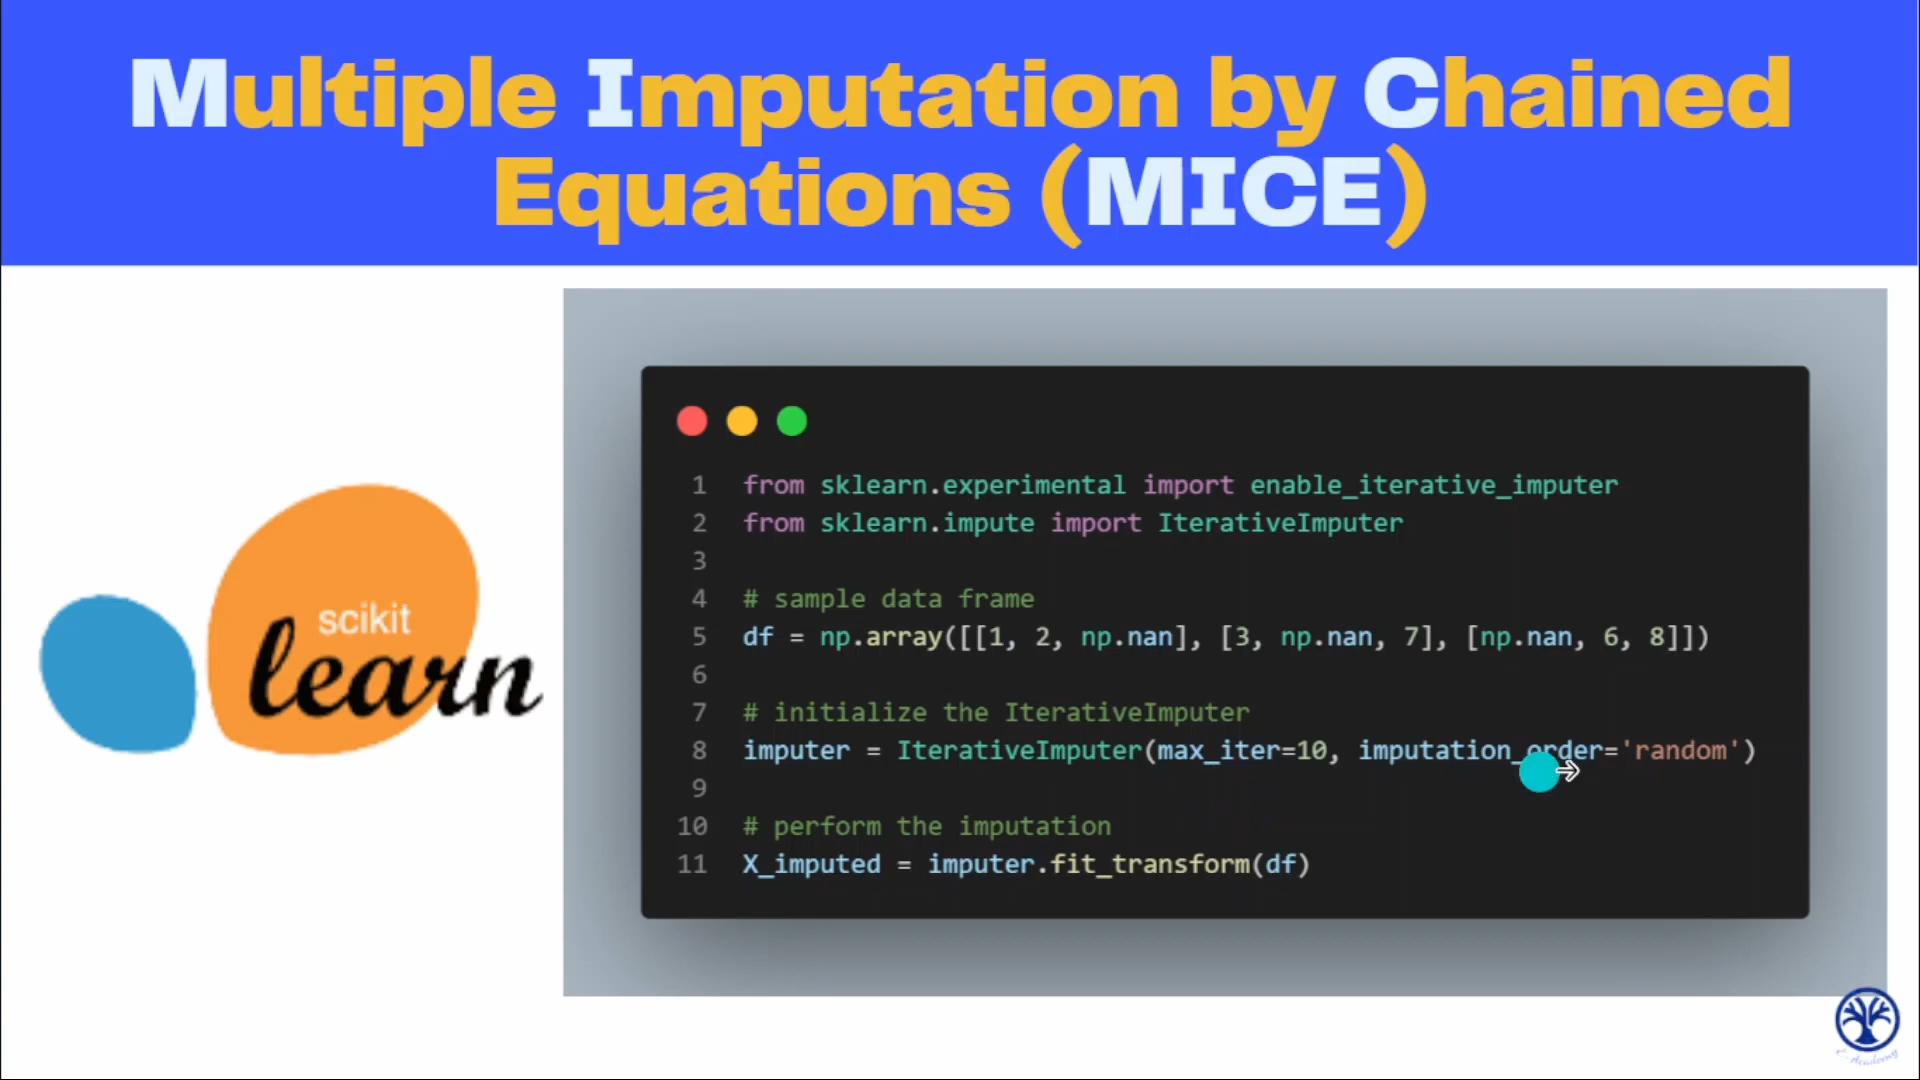 Multiple Imputation by Chained
Equations (MICE)
scikit
learn
1 from sklearn.experimental import enable_iterative_imputer
2 from sklearn.impute import IterativeImputer
3
4 # sample data frame
5 df = np.array([[1, 2, np.nan], [3, np.nan, 7], [np.nan, 6, 8]])
6
7 # initialize the IterativeImputer
8 imputer = IterativeImputer(max_iter=10, imputation_order='random')
9
10 # perform the imputation
11 X_imputed = imputer.fit_transform(df)